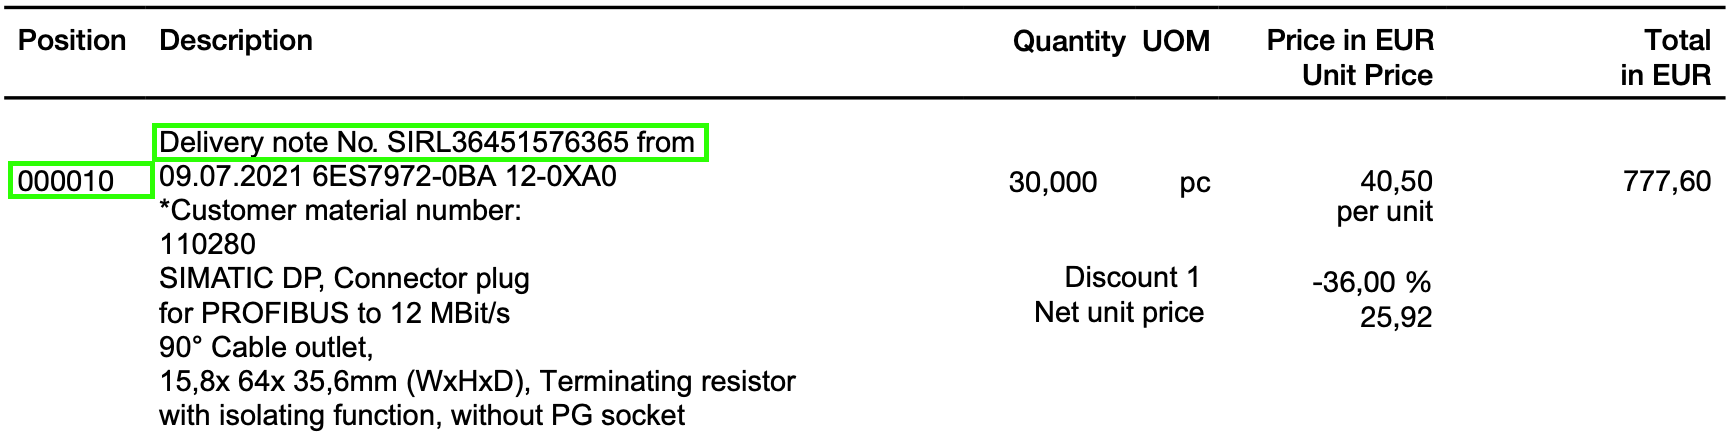 Position Description Quantity UOM Price in EUR Total
Unit Price in EUR
Delivery note No. SIRL36451576365 from
000010 09.07.2021 6ES7972-0BA 12-0XA0 30,000 pc 40,50 777,60
*Customer material number: per unit
110280
SIMATIC DP, Connector plug Discount 1 -36,00 %
for PROFIBUS to 12 MBit/s Net unit price 25,92
90° Cable outlet,
15,8x 64x 35,6mm (WxHxD), Terminating resistor
with isolating function, without PG socket